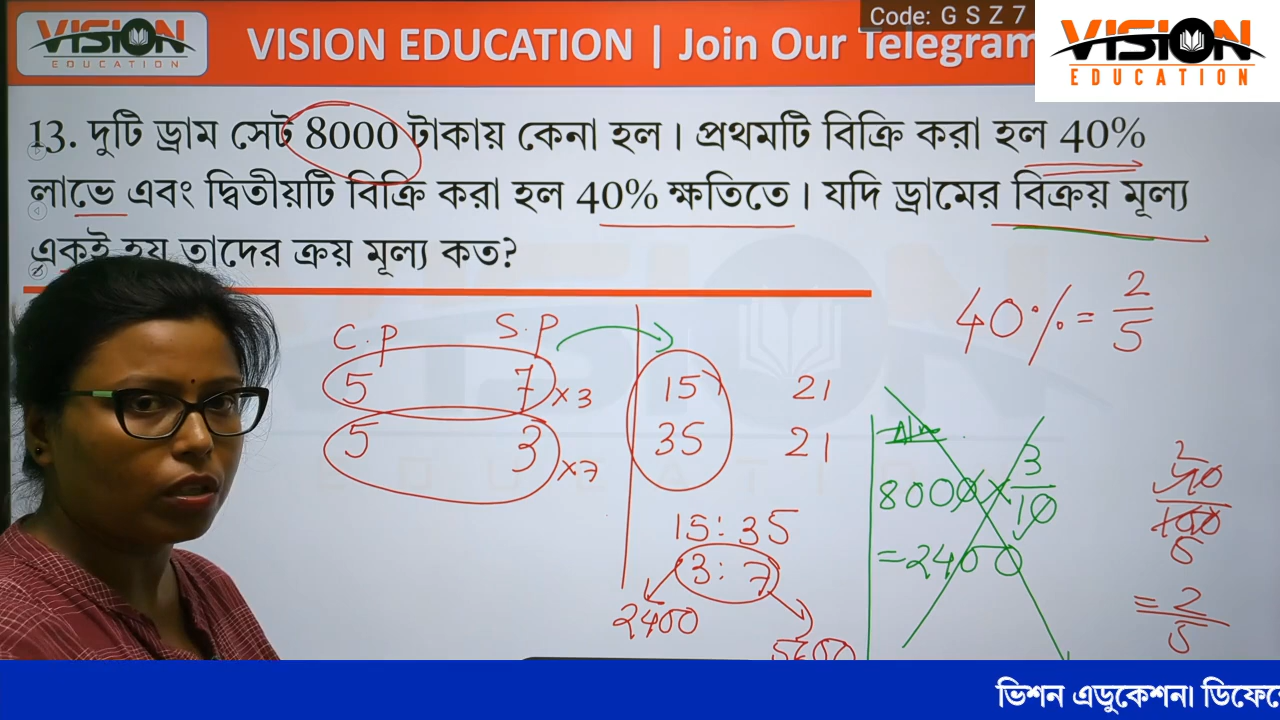 Code: G S Z 7
VISION
EDUCATION
VISION EDUCATION | Join Our Telegram
VISION
EDUCATION
13. দুটি ড্রাম সেট 8000 টাকায় কেনা হল। প্রথমটি বিক্রি করা হল 40%
লাভে এবং দ্বিতীয়টি বিক্রি করা হল 40% ক্ষতিতে। যদি ড্রামের বিক্রয় মূল্য
একই হয় তাদের ক্রয় মূল্য কত?
40% = 2/5
C.P S.P
5 7 ×3 15 21
5 3 ×7 35 21
15:35
3:7
2400
8000 × 3/10
= 2400
= 2/5
ভিশন এডুকেশন। ডিফে